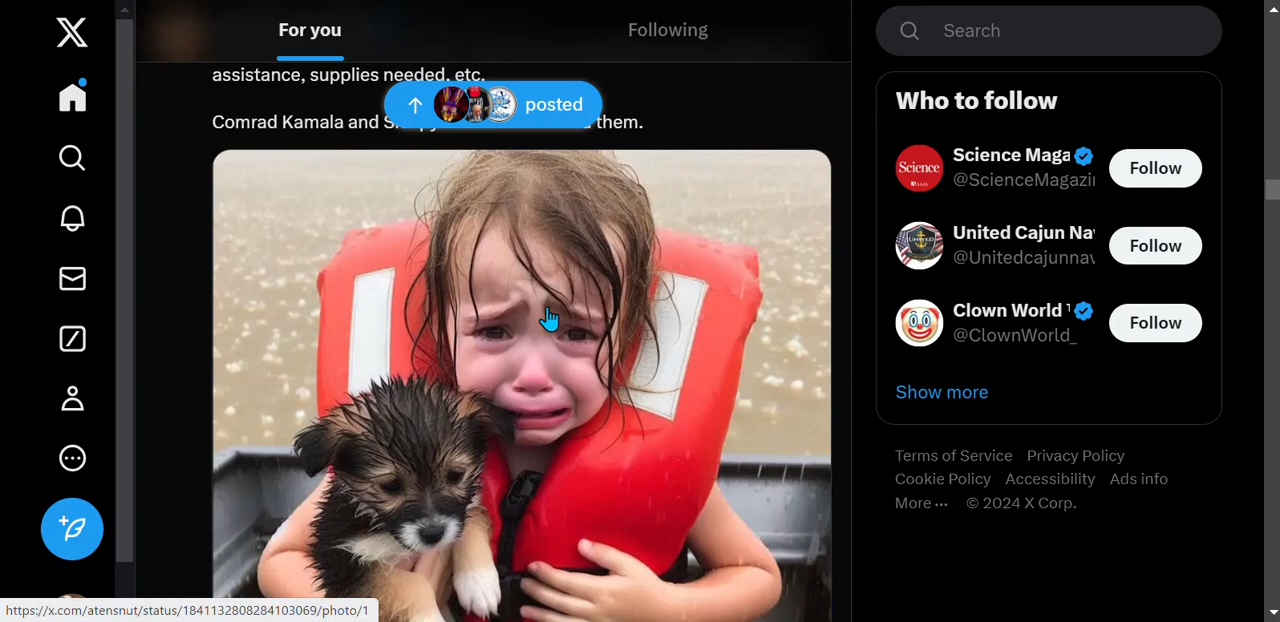 For you
Following
Search
assistance, supplies needed, etc.
posted
Comrad Kamala and
them.
Who to follow
Science Maga
@ScienceMagazi
Follow
Science
United Cajun Na
@Unitedcajunnav
Follow
Clown World
@ClownWorld_
Follow
Show more
Terms of Service Privacy Policy
Cookie Policy Accessibility Ads info
More ··· © 2024 X Corp.
https://x.com/atensnut/status/1841132808284103069/photo/1